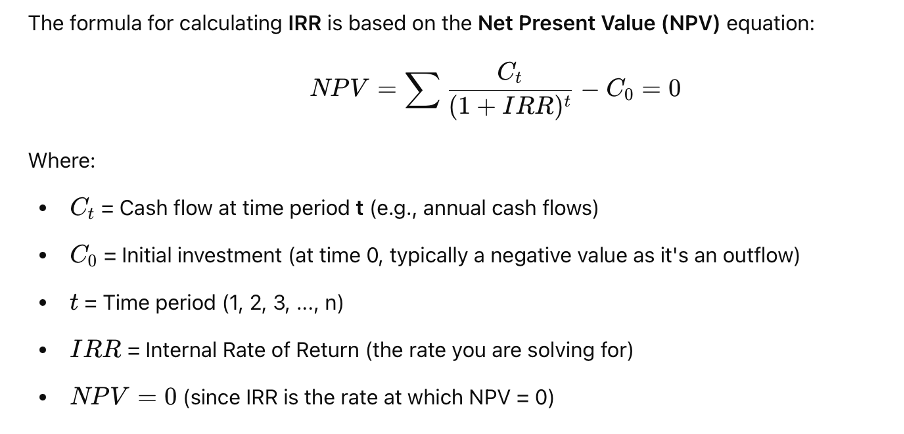 The formula for calculating IRR is based on the Net Present Value (NPV) equation:
NPV = ∑ C_t / (1 + IRR)^t − C_0 = 0
Where:
• C_t = Cash flow at time period t (e.g., annual cash flows)
• C_0 = Initial investment (at time 0, typically a negative value as it's an outflow)
• t = Time period (1, 2, 3, ..., n)
• IRR = Internal Rate of Return (the rate you are solving for)
• NPV = 0 (since IRR is the rate at which NPV = 0)